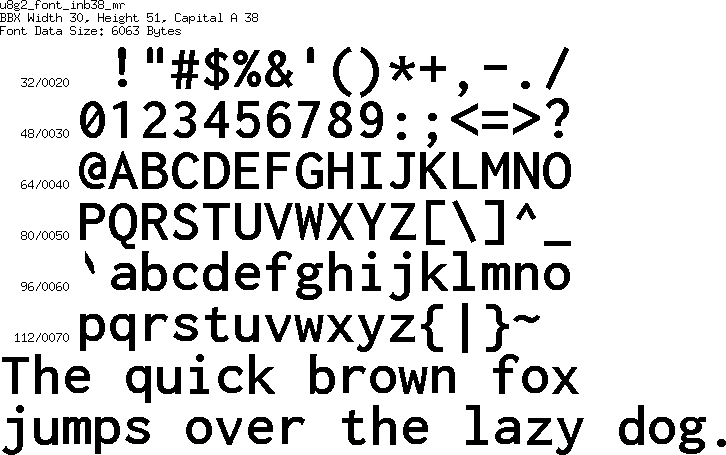 u8g2_font_inb38_mr
BBX Width 30, Height 51, Capital A 38
Font Data Size: 6063 Bytes
32/0020 !"#$%&'()*+,-./
48/0030 0123456789:;<=>?
64/0040 @ABCDEFGHIJKLMNO
80/0050 PQRSTUVWXYZ[\]^_
96/0060 `abcdefghijklmno
112/0070 pqrstuvwxyz{|}~
The quick brown fox
jumps over the lazy dog.